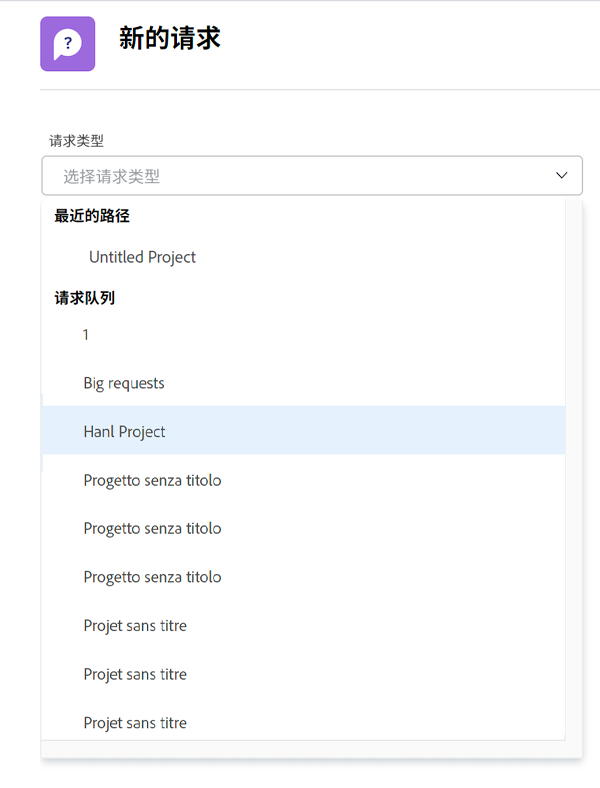 ?
新的请求
请求类型
选择请求类型
最近的路径
Untitled Project
请求队列
1
Big requests
Hanl Project
Progetto senza titolo
Progetto senza titolo
Progetto senza titolo
Projet sans titre
Projet sans titre
Projet sans titre